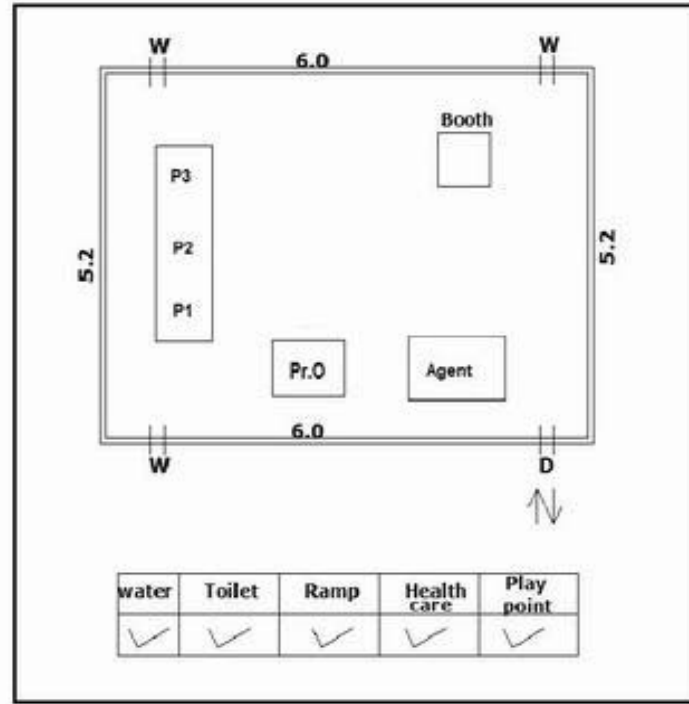 W W
6.0
Booth
P3
5.2 P2 5.2
P1
Pr.O Agent
6.0
W D
water Toilet Ramp Health care Play point